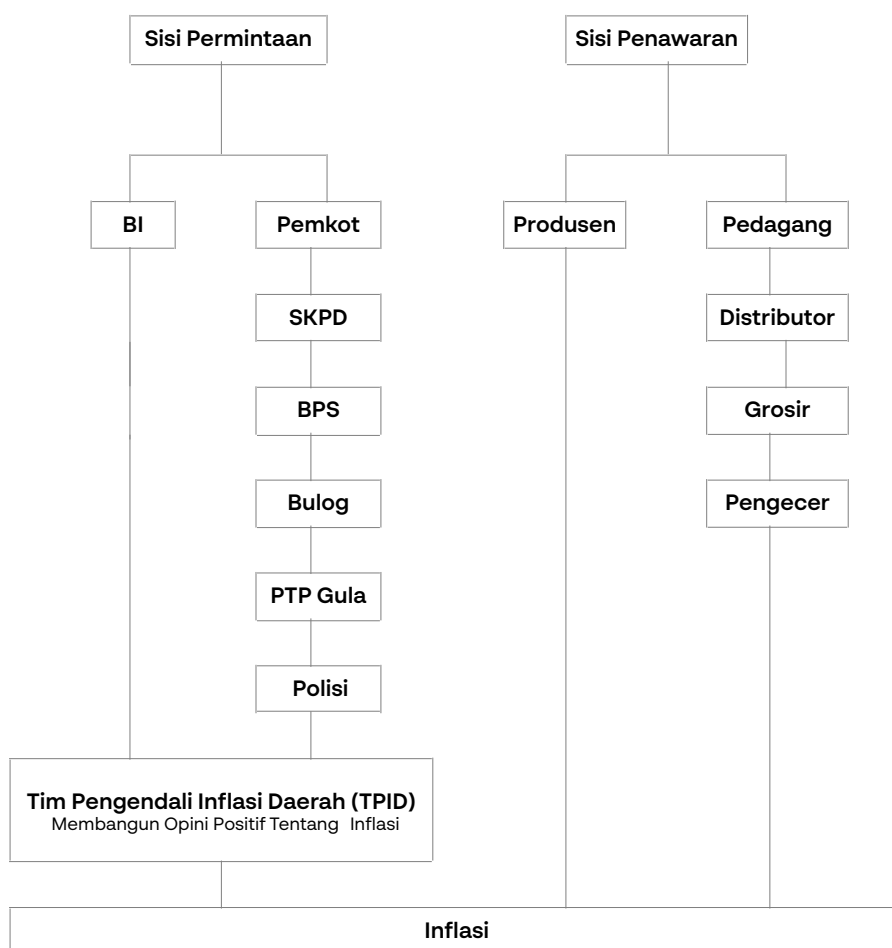 Sisi Permintaan
Sisi Penawaran
BI
Pemkot
Produsen
Pedagang
SKPD
Distributor
BPS
Grosir
Bulog
Pengecer
PTP Gula
Polisi
Tim Pengendali Inflasi Daerah (TPID)
Membangun Opini Positif Tentang Inflasi
Inflasi